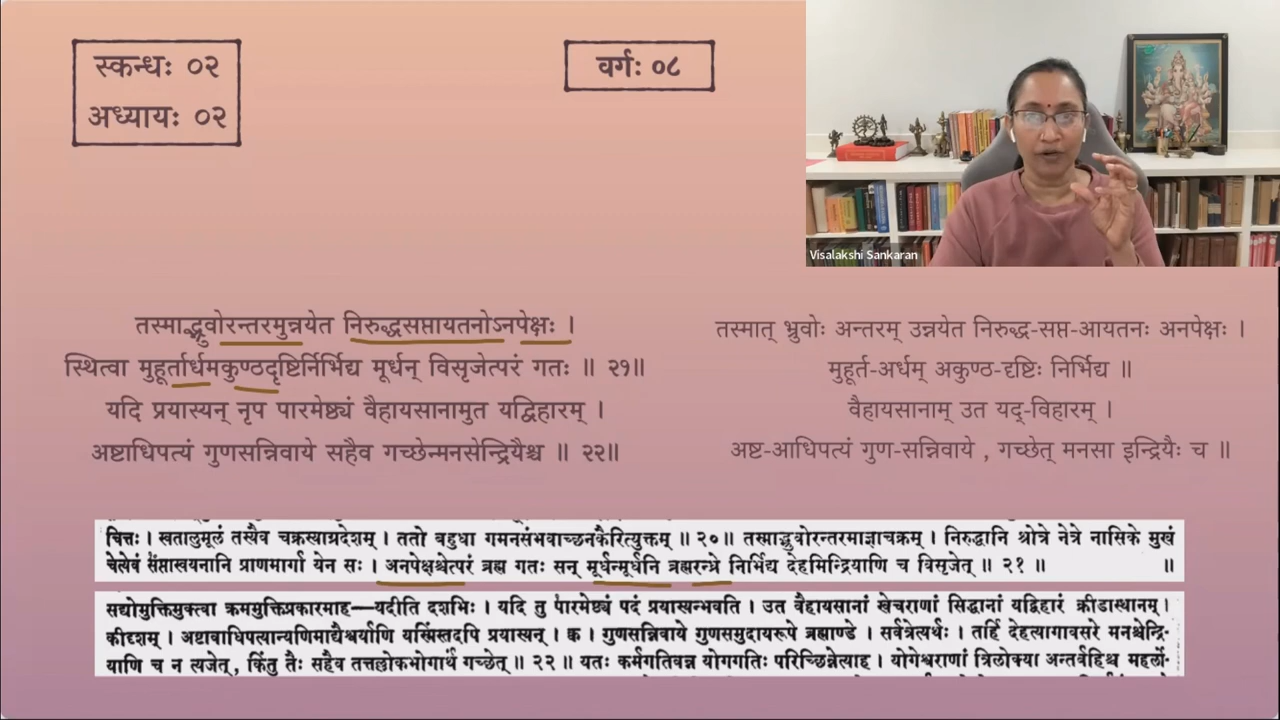 स्कन्धः ०२
अध्यायः ०२
वर्गः ०८
Visalakshi Sankaran
तस्माद्भ्रुवोरन्तरमुन्नयेत निरुद्धसप्तायतनोऽनपेक्षः ।
स्थित्वा मुहूर्तार्धमकुण्ठदृष्टिर्निर्भिद्य मूर्धन् विसृजेत्परं गतः ॥ २१॥
यदि प्रयास्यन् नृप पारमेष्ठ्यं वैहायसानामुत यद्विहारम् ।
अष्टाधिपत्यं गुणसन्निवाये सहैव गच्छेन्मनसेन्द्रियैश्च ॥ २२॥
तस्मात् भ्रुवोः अन्तरम् उन्नयेत निरुद्ध-सप्त-आयतनः अनपेक्षः ।
मुहूर्त-अर्धम् अकुण्ठ-दृष्टिः निर्भिद्य ॥
वैहायसानाम् उत यद्-विहारम् ।
अष्ट-आधिपत्यं गुण-सन्निवाये , गच्छेत् मनसा इन्द्रियैः च ॥
चित्तः । स्वतालुमूलं तस्यैव चक्रस्याग्रदेशम् । ततो बहुधा गमनसंभवाच्छनकैरित्युक्तम् ॥ २० ॥ तस्माद्भ्रुवोरन्तरमाज्ञाचक्रम् । निरुद्धानि श्रोत्रे नेत्रे नासिके मुखं
चेत्येवं सप्तास्वयनानि प्राणमार्गा येन सः । अनपेक्षश्चेत्परं ब्रह्म गतः सन् मूर्धन्मूर्धनि ब्रह्मरन्ध्रे निर्भिद्य देहमिन्द्रियाणि च विसृजेत् ॥ २१ ॥ ॥
सद्योमुक्तिमुक्त्वा क्रममुक्तिप्रकारमाह—यदीति दशभिः । यदि तु पारमेष्ठ्यं पदं प्रयास्यन्भवति । उत वैहायसानां खेचराणां सिद्धानां यद्विहारं क्रीडास्थानम् ।
कीदृशम् । अष्टावाधिपत्यान्यणिमाद्यैश्वर्याणि यस्मिंस्तदपि प्रयास्यन् । क्व । गुणसन्निवाये गुणसमुदायरूपे ब्रह्माण्डे । सर्वत्रेत्यर्थः । तर्हि देहत्यागावसरे मनश्चेन्द्रि-
याणि च न त्यजेत्, किंतु तैः सहैव तत्तल्लोकभोगार्थं गच्छेत् ॥ २२ ॥ यतः कर्मगतिवन्न योगगतिः परिच्छिन्नेत्याह । योगेश्वराणां त्रिलोक्या अन्तर्बहिश्च महर्लो-